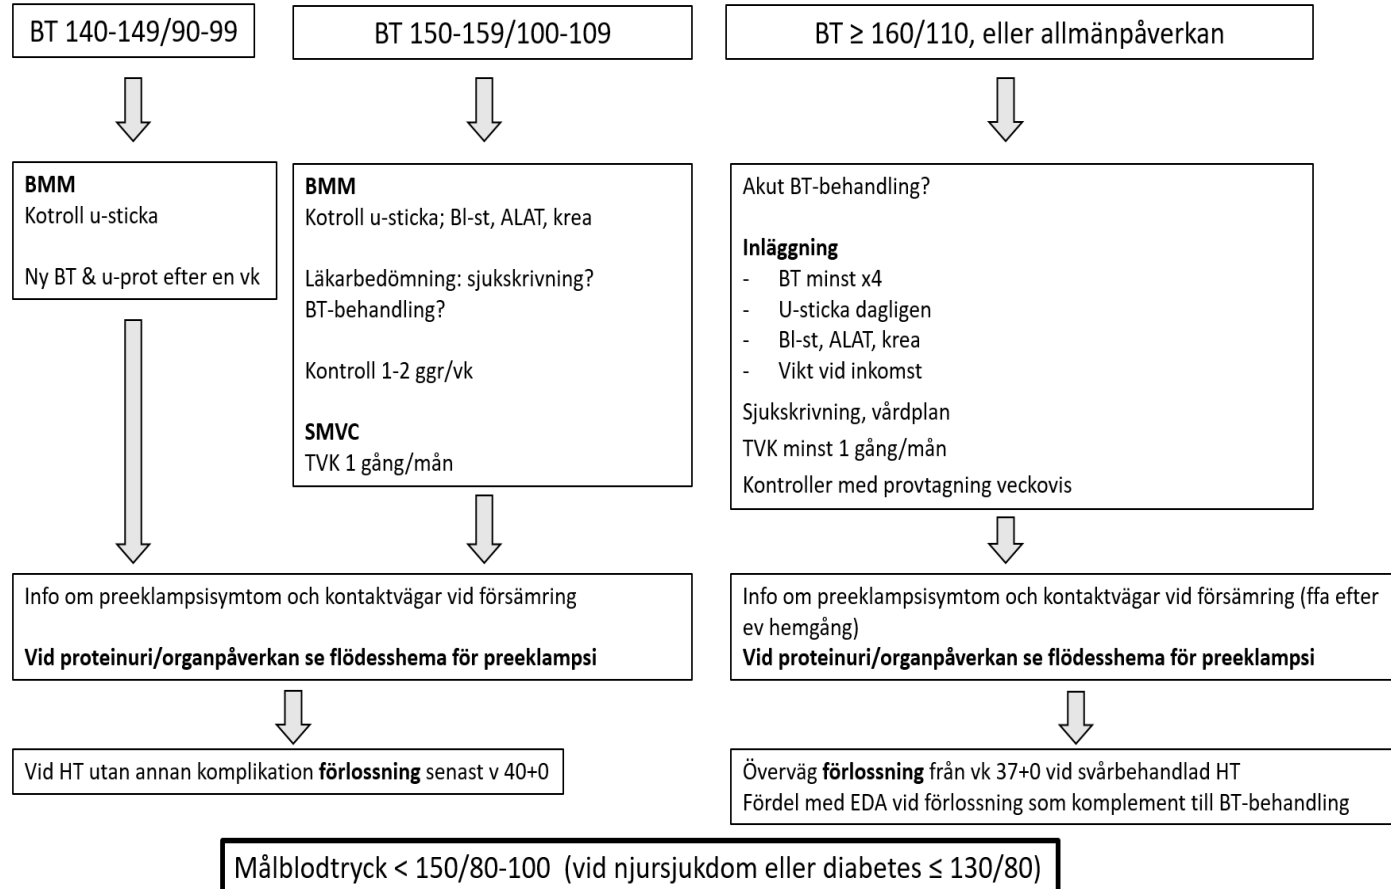 BT 140-149/90-99
BT 150-159/100-109
BT ≥ 160/110, eller allmänpåverkan
BMM
Kotroll u-sticka
Ny BT & u-prot efter en vk
BMM
Kotroll u-sticka; Bl-st, ALAT, krea
Läkarbedömning: sjukskrivning?
BT-behandling?
Kontroll 1-2 ggr/vk
SMVC
TVK 1 gång/mån
Akut BT-behandling?
Inläggning
- BT minst x4
- U-sticka dagligen
- Bl-st, ALAT, krea
- Vikt vid inkomst
Sjukskrivning, vårdplan
TVK minst 1 gång/mån
Kontroller med provtagning veckovis
Info om preeklampsisymtom och kontaktvägar vid försämring
Vid proteinuri/organpåverkan se flödesshema för preeklampsi
Info om preeklampsisymtom och kontaktvägar vid försämring (ffa efter
ev hemgång)
Vid proteinuri/organpåverkan se flödesshema för preeklampsi
Vid HT utan annan komplikation förlossning senast v 40+0
Överväg förlossning från vk 37+0 vid svårbehandlad HT
Fördel med EDA vid förlossning som komplement till BT-behandling
Målblodtryck < 150/80-100 (vid njursjukdom eller diabetes ≤ 130/80)